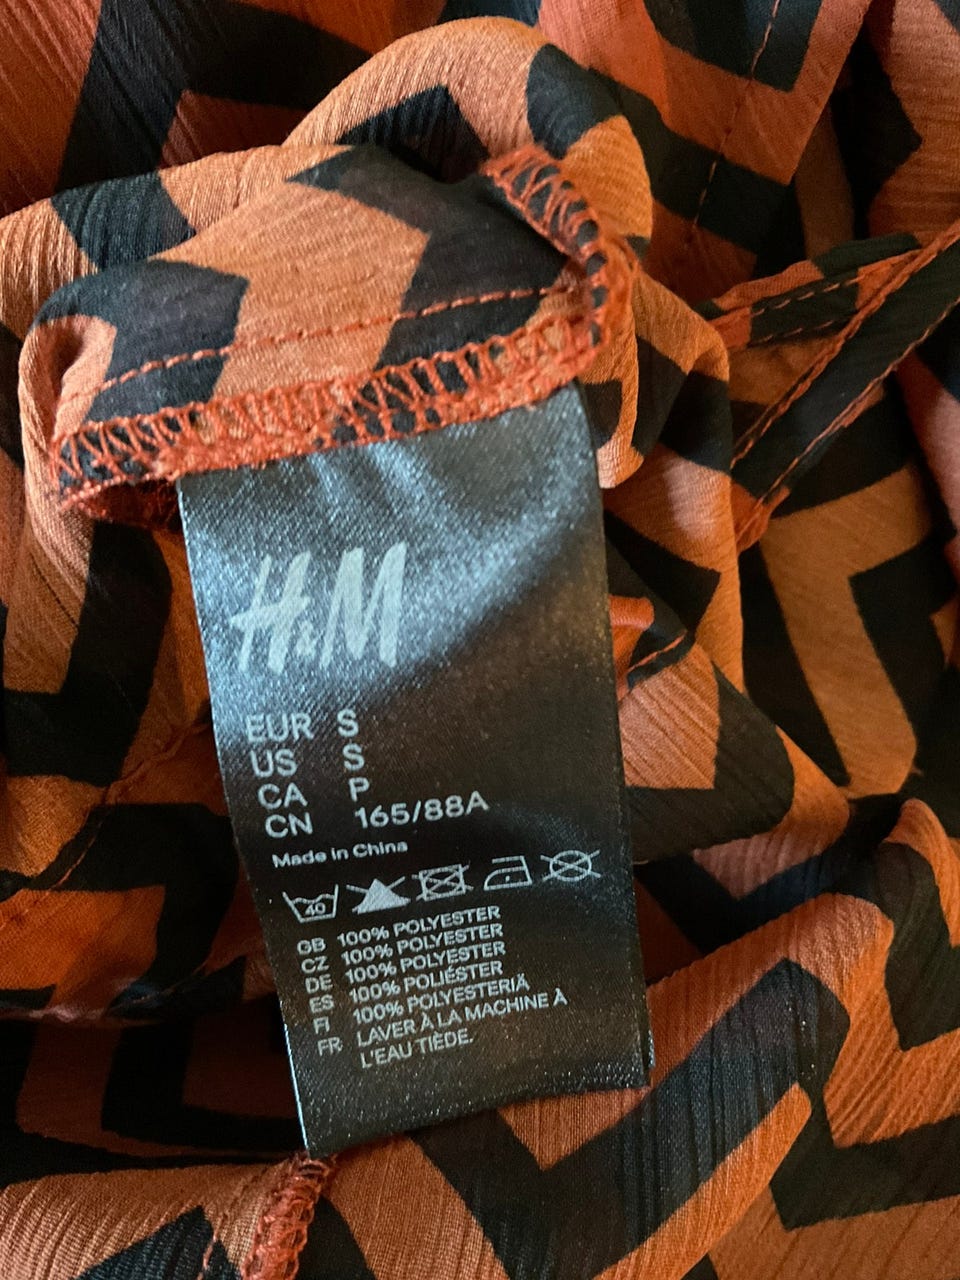 H&M
EUR S
US S
CA P
CN 165/88A
Made in China
40
GB 100% POLYESTER
CZ 100% POLYESTER
DE 100% POLYESTER
ES 100% POLIÉSTER
FI 100% POLYESTERIÄ
FR LAVER À LA MACHINE À
L'EAU TIÈDE.